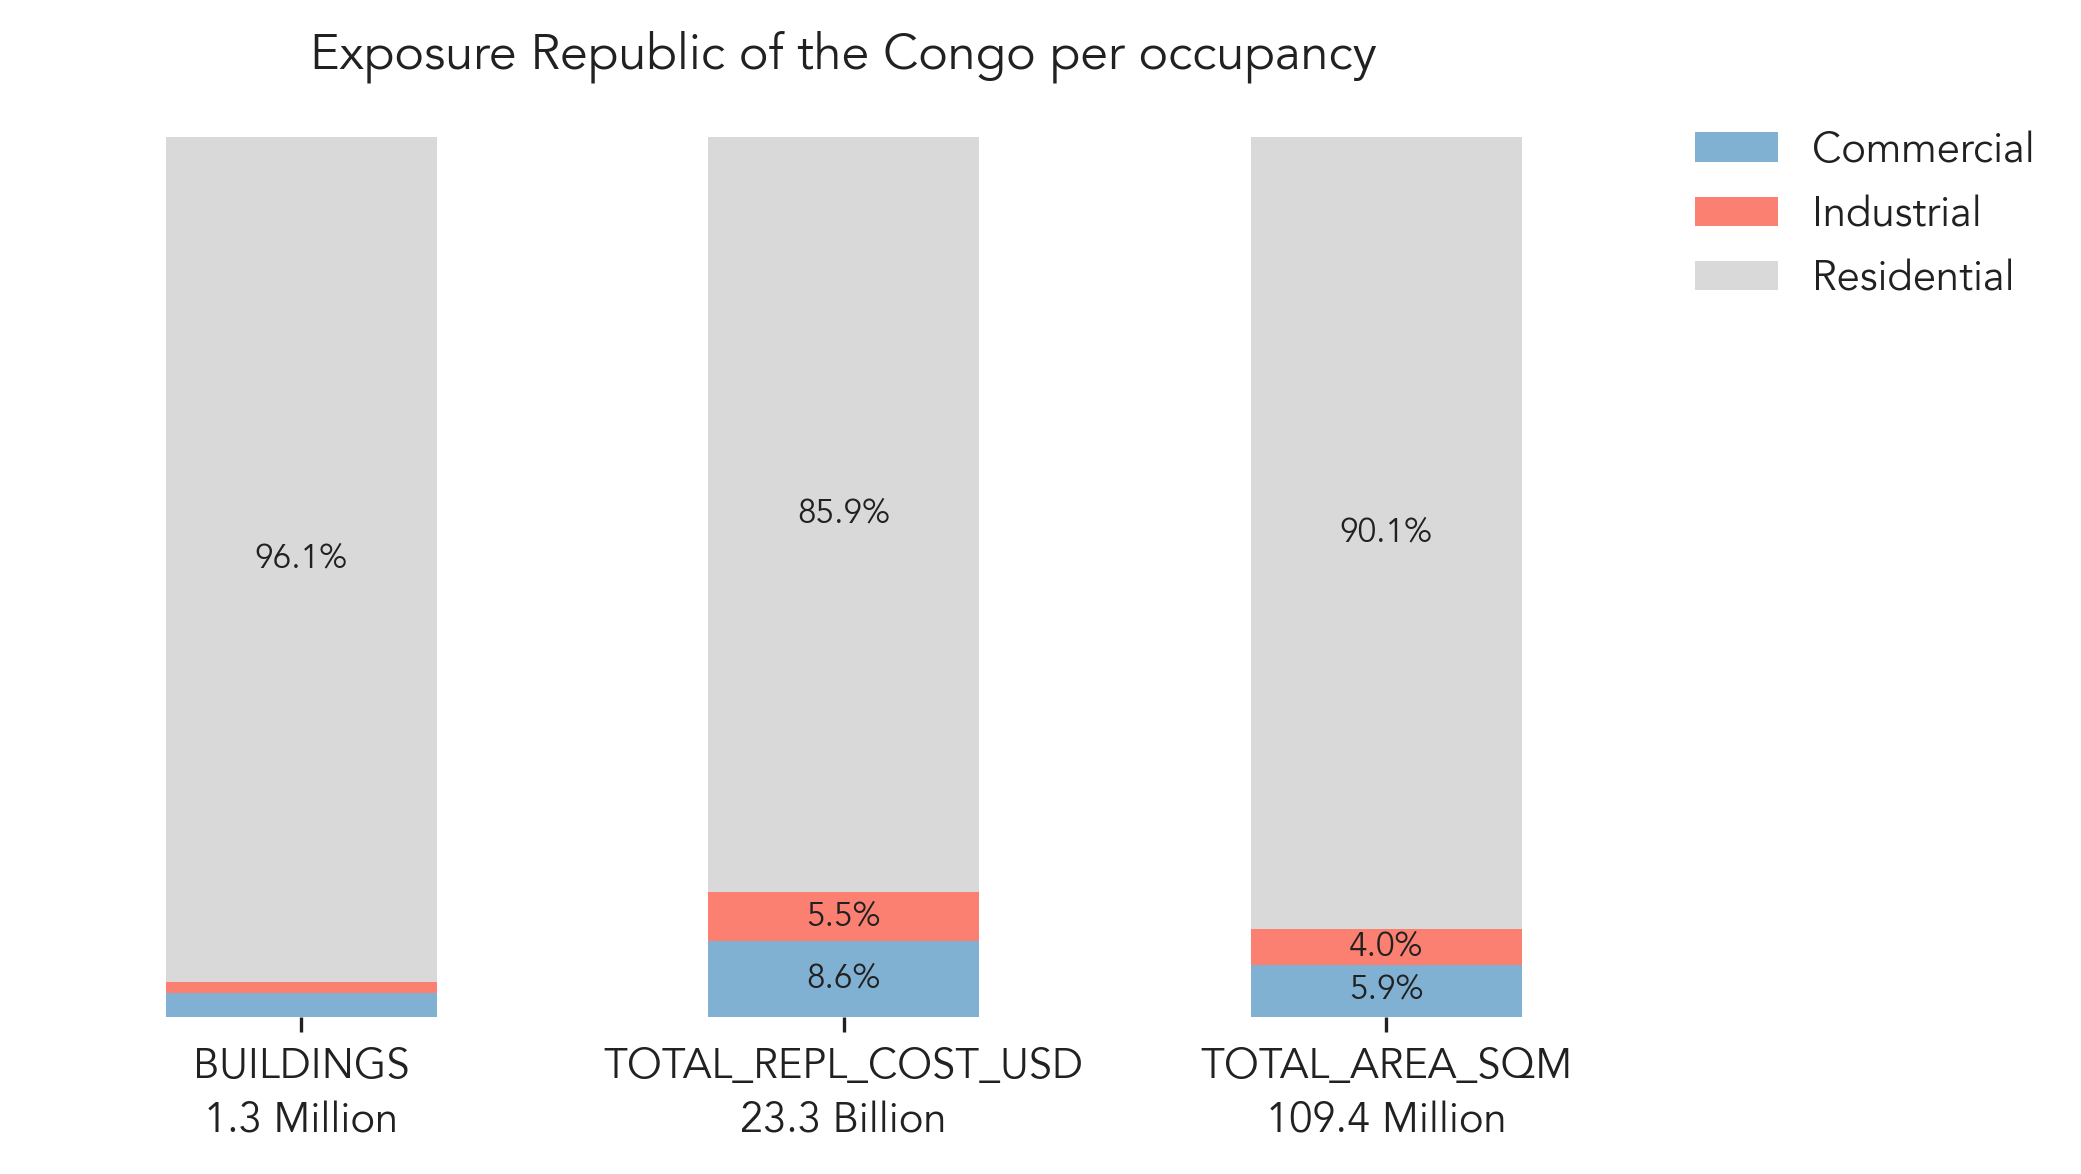 Exposure Republic of the Congo per occupancy
Commercial
Industrial
Residential
96.1%
85.9%
5.5%
8.6%
90.1%
4.0%
5.9%
BUILDINGS
1.3 Million
TOTAL_REPL_COST_USD
23.3 Billion
TOTAL_AREA_SQM
109.4 Million